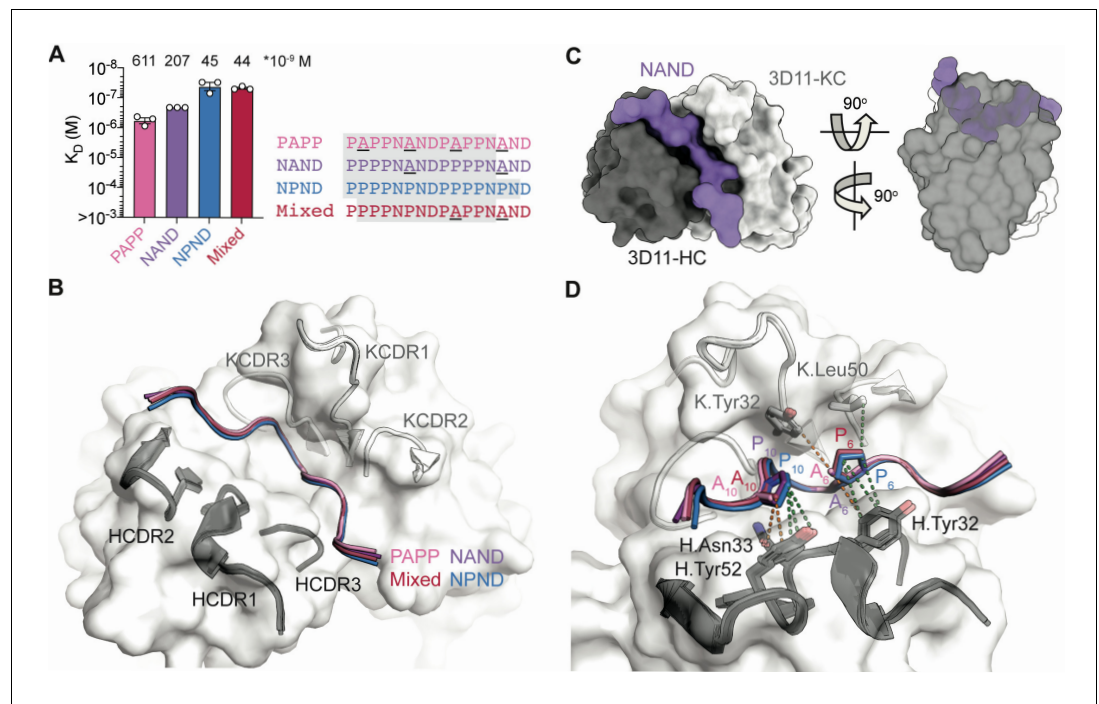 A
611 207 45 44 *10-9 M
10-8
10-7
10-6
10-5
10-4
>10-3
KD (M)
PAPP
NAND
NPND
Mixed
PAPP PAPPNANDPAPPNAND
NAND PPPPNANDPPPPNAND
NPND PPPPNPNDPPPPNPND
Mixed PPPPNPNDPAPPNAND
B
KCDR3
KCDR1
KCDR2
HCDR2
HCDR1
HCDR3
PAPP NAND
Mixed NPND
C
NAND
3D11-KC
3D11-HC
90o
90o
D
K.Leu50
K.Tyr32
P10
P10
A10
A10
P6
A6
P6
A6
H.Tyr32
H.Asn33
H.Tyr52